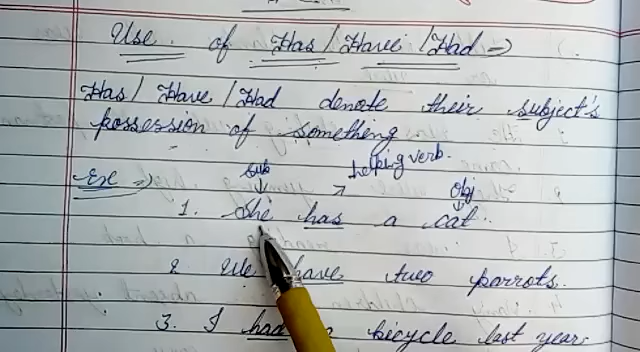 Use of Has/Have/Had =>
Has/Have/Had denote their subject's
possession of something
sub helping verb.
Ex => obj
1. She has a cat.
2. We have two parrots.
3. I had a bicycle last year.